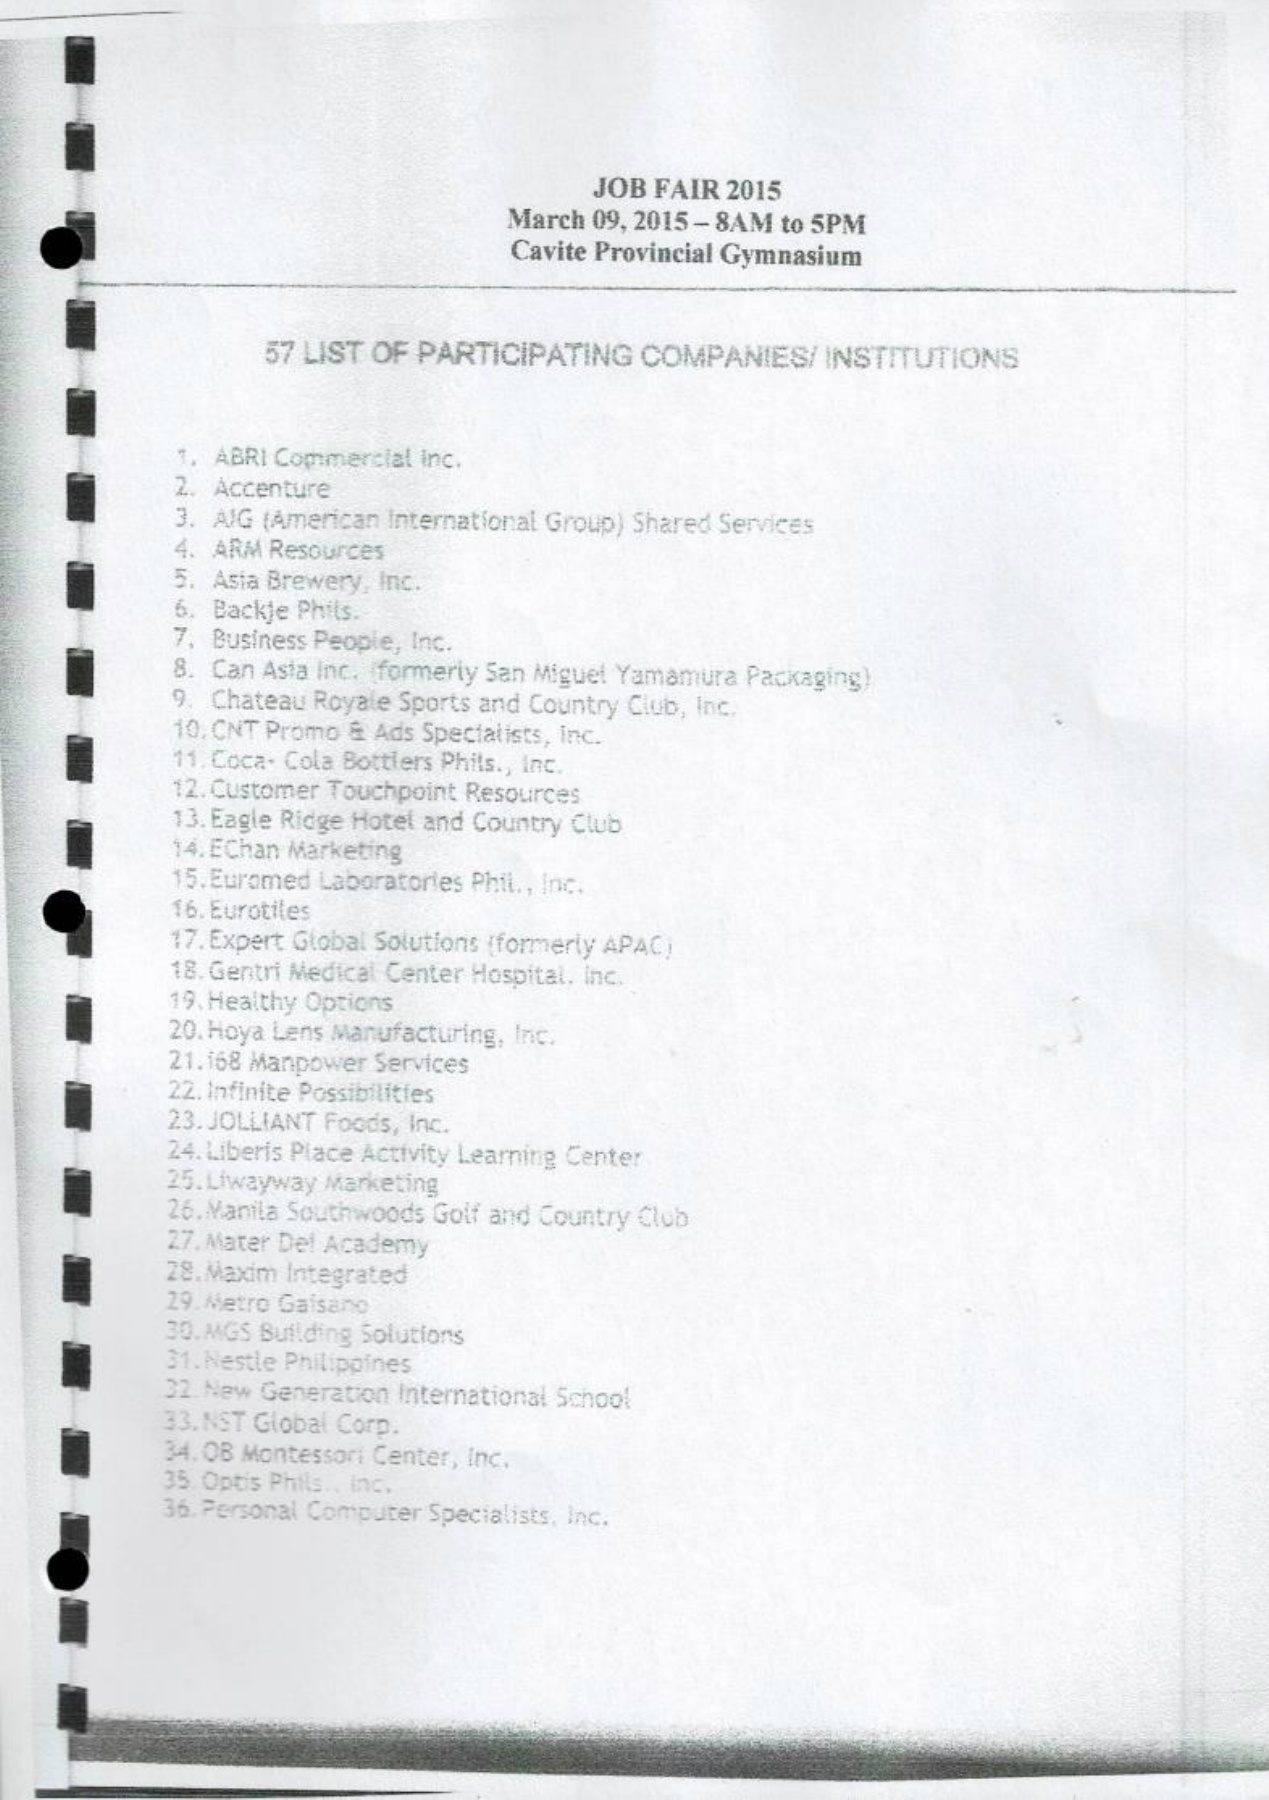 JOB FAIR 2015
March 09, 2015 – 8AM to 5PM
Cavite Provincial Gymnasium
57 LIST OF PARTICIPATING COMPANIES/ INSTITUTIONS
1. ABRI Commercial Inc.
2. Accenture
3. AIG (American International Group) Shared Services
4. ARM Resources
5. Asia Brewery, Inc.
6. Backje Phils.
7. Business People, Inc.
8. Can Asia Inc. (formerly San Miguel Yamamura Packaging)
9. Chateau Royale Sports and Country Club, Inc.
10. CNT Promo & Ads Specialists, Inc.
11. Coca- Cola Bottlers Phils., Inc.
12. Customer Touchpoint Resources
13. Eagle Ridge Hotel and Country Club
14. EChan Marketing
15. Euromed Laboratories Phil., Inc.
16. Eurotiles
17. Expert Global Solutions (formerly APAC)
18. Gentri Medical Center Hospital, Inc.
19. Healthy Options
20. Hoya Lens Manufacturing, Inc.
21. i68 Manpower Services
22. Infinite Possibilities
23. JOLLIANT Foods, Inc.
24. Liberis Place Activity Learning Center
25. Liwayway Marketing
26. Manila Southwoods Golf and Country Club
27. Mater Dei Academy
28. Maxim Integrated
29. Metro Gaisano
30. MGS Building Solutions
31. Nestle Philippines
32. New Generation International School
33. NST Global Corp.
34. OB Montessori Center, Inc.
35. Optis Phils., Inc.
36. Personal Computer Specialists, Inc.